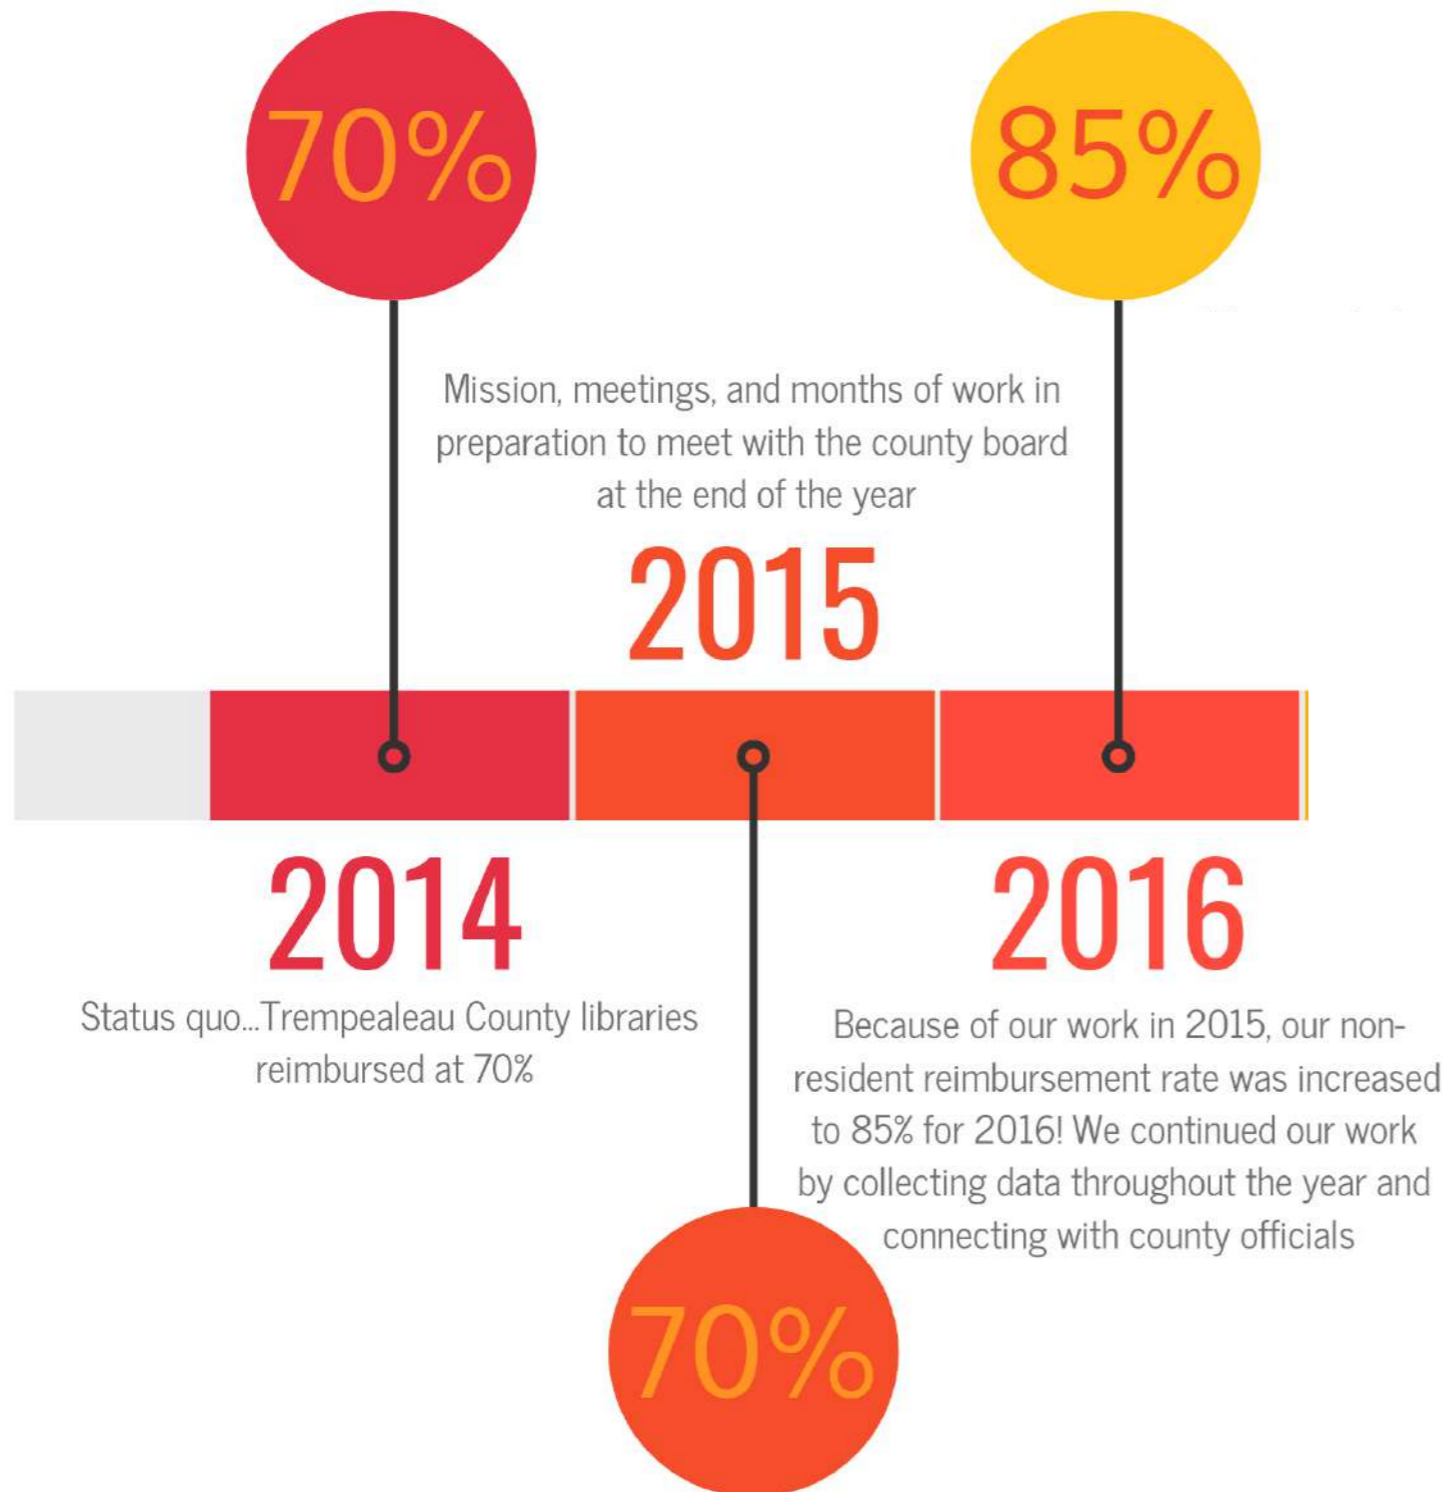 70%
85%
Mission, meetings, and months of work in
preparation to meet with the county board
at the end of the year
2015
2014
Status quo...Trempealeau County libraries
reimbursed at 70%
2016
Because of our work in 2015, our non-
resident reimbursement rate was increased
to 85% for 2016! We continued our work
by collecting data throughout the year and
connecting with county officials
70%